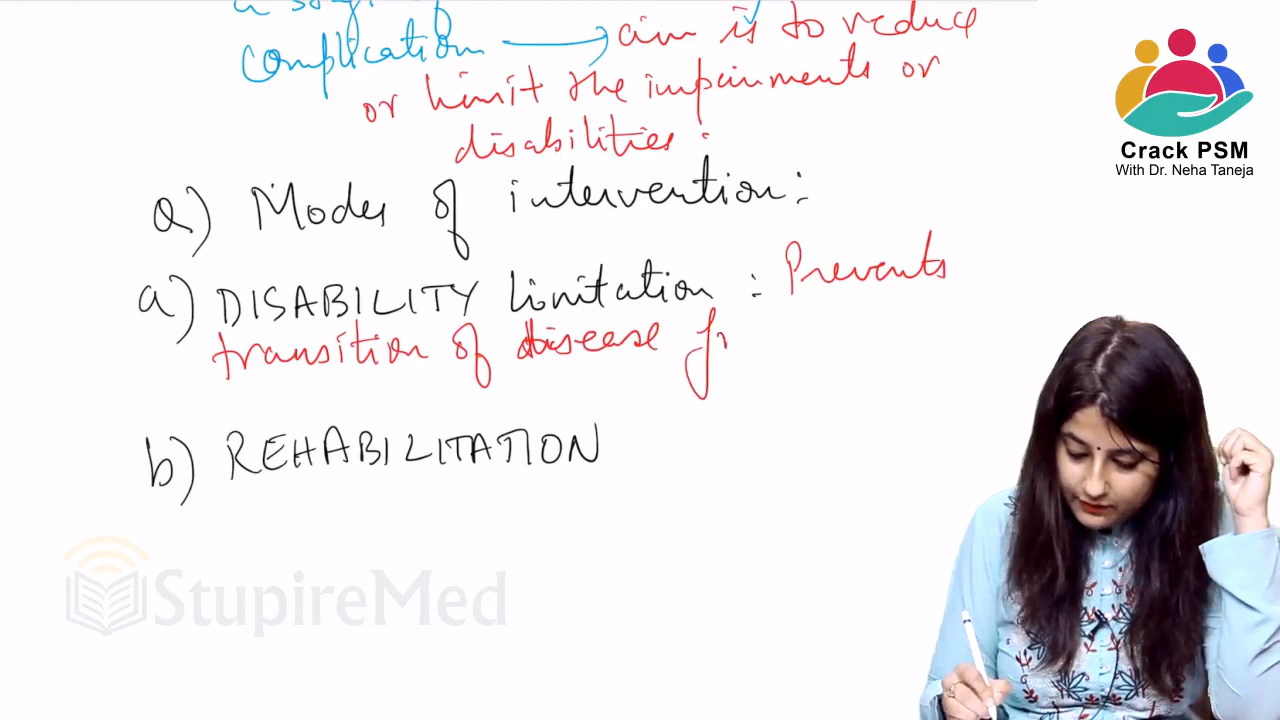 complication → aim is to reduce
or limit the impairments or
disabilities.
Q) Modes of intervention:
a) DISABILITY limitation : Prevents
transition of disease f
b) REHABILITATION
Crack PSM
With Dr. Neha Taneja
StupireMed